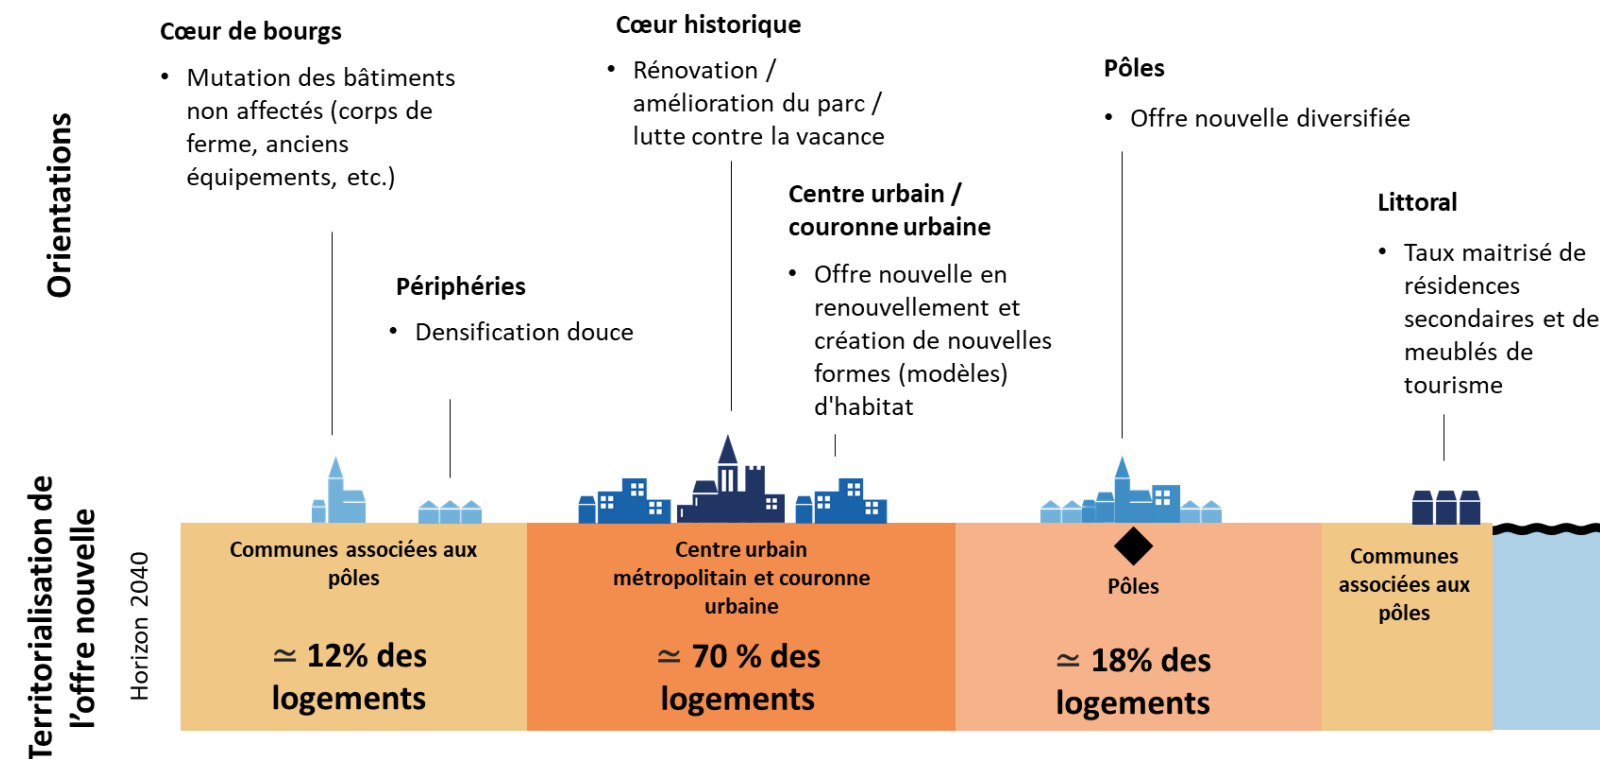 Orientations
Cœur de bourgs
• Mutation des bâtiments
non affectés (corps de
ferme, anciens
équipements, etc.)
Périphéries
• Densification douce
Cœur historique
• Rénovation /
amélioration du parc /
lutte contre la vacance
Centre urbain /
couronne urbaine
• Offre nouvelle en
renouvellement et
création de nouvelles
formes (modèles)
d'habitat
Pôles
• Offre nouvelle diversifiée
Littoral
• Taux maitrisé de
résidences
secondaires et de
meublés de
tourisme
Territorialisation de
l'offre nouvelle
Horizon 2040
Communes associées aux
pôles
≃ 12% des
logements
Centre urbain
métropolitain et couronne
urbaine
≃ 70 % des
logements
Pôles
≃ 18% des
logements
Communes
associées aux
pôles